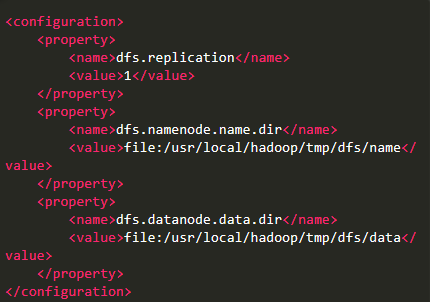 <configuration>
    <property>
        <name>dfs.replication</name>
        <value>1</value>
    </property>
    <property>
        <name>dfs.namenode.name.dir</name>
        <value>file:/usr/local/hadoop/tmp/dfs/name</
value>
    </property>
    <property>
        <name>dfs.datanode.data.dir</name>
        <value>file:/usr/local/hadoop/tmp/dfs/data</
value>
    </property>
</configuration>